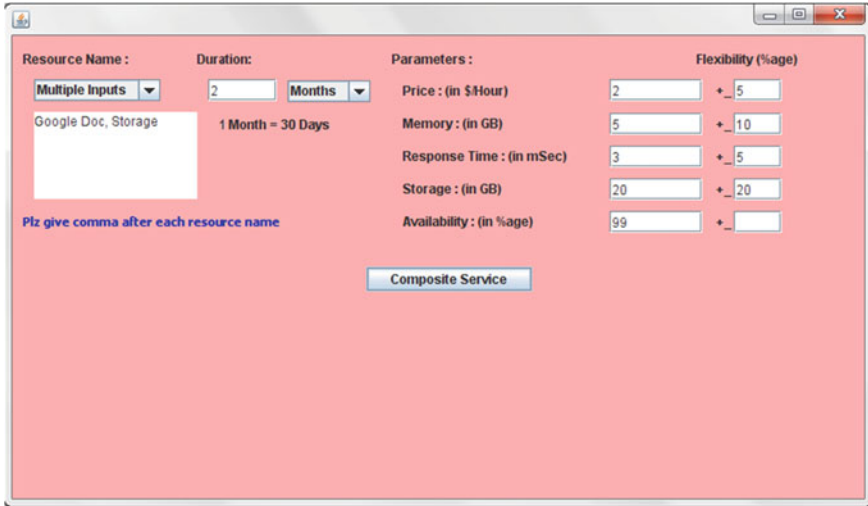 Resource Name : Duration: Parameters : Flexibility (%age)
Multiple Inputs 2 Months Price : (in $/Hour) 2 +_ 5
Google Doc, Storage 1 Month = 30 Days Memory : (in GB) 5 +_ 10
Response Time : (in mSec) 3 +_ 5
Storage : (in GB) 20 +_ 20
Plz give comma after each resource name Availability : (in %age) 99 +_
Composite Service